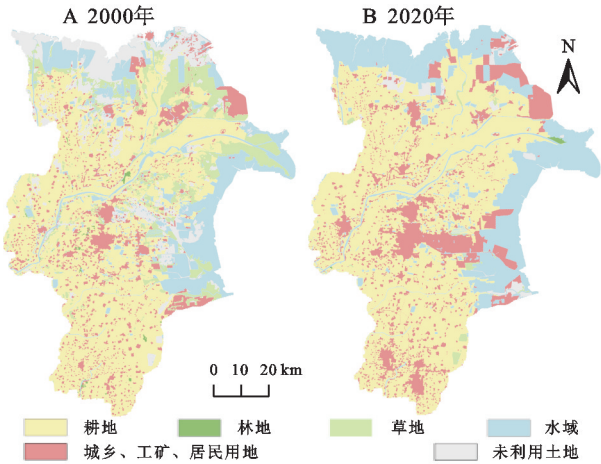 A 2000年
B 2020年
N
0 10 20 km
耕地
林地
草地
水域
城乡、工矿、居民用地
未利用土地